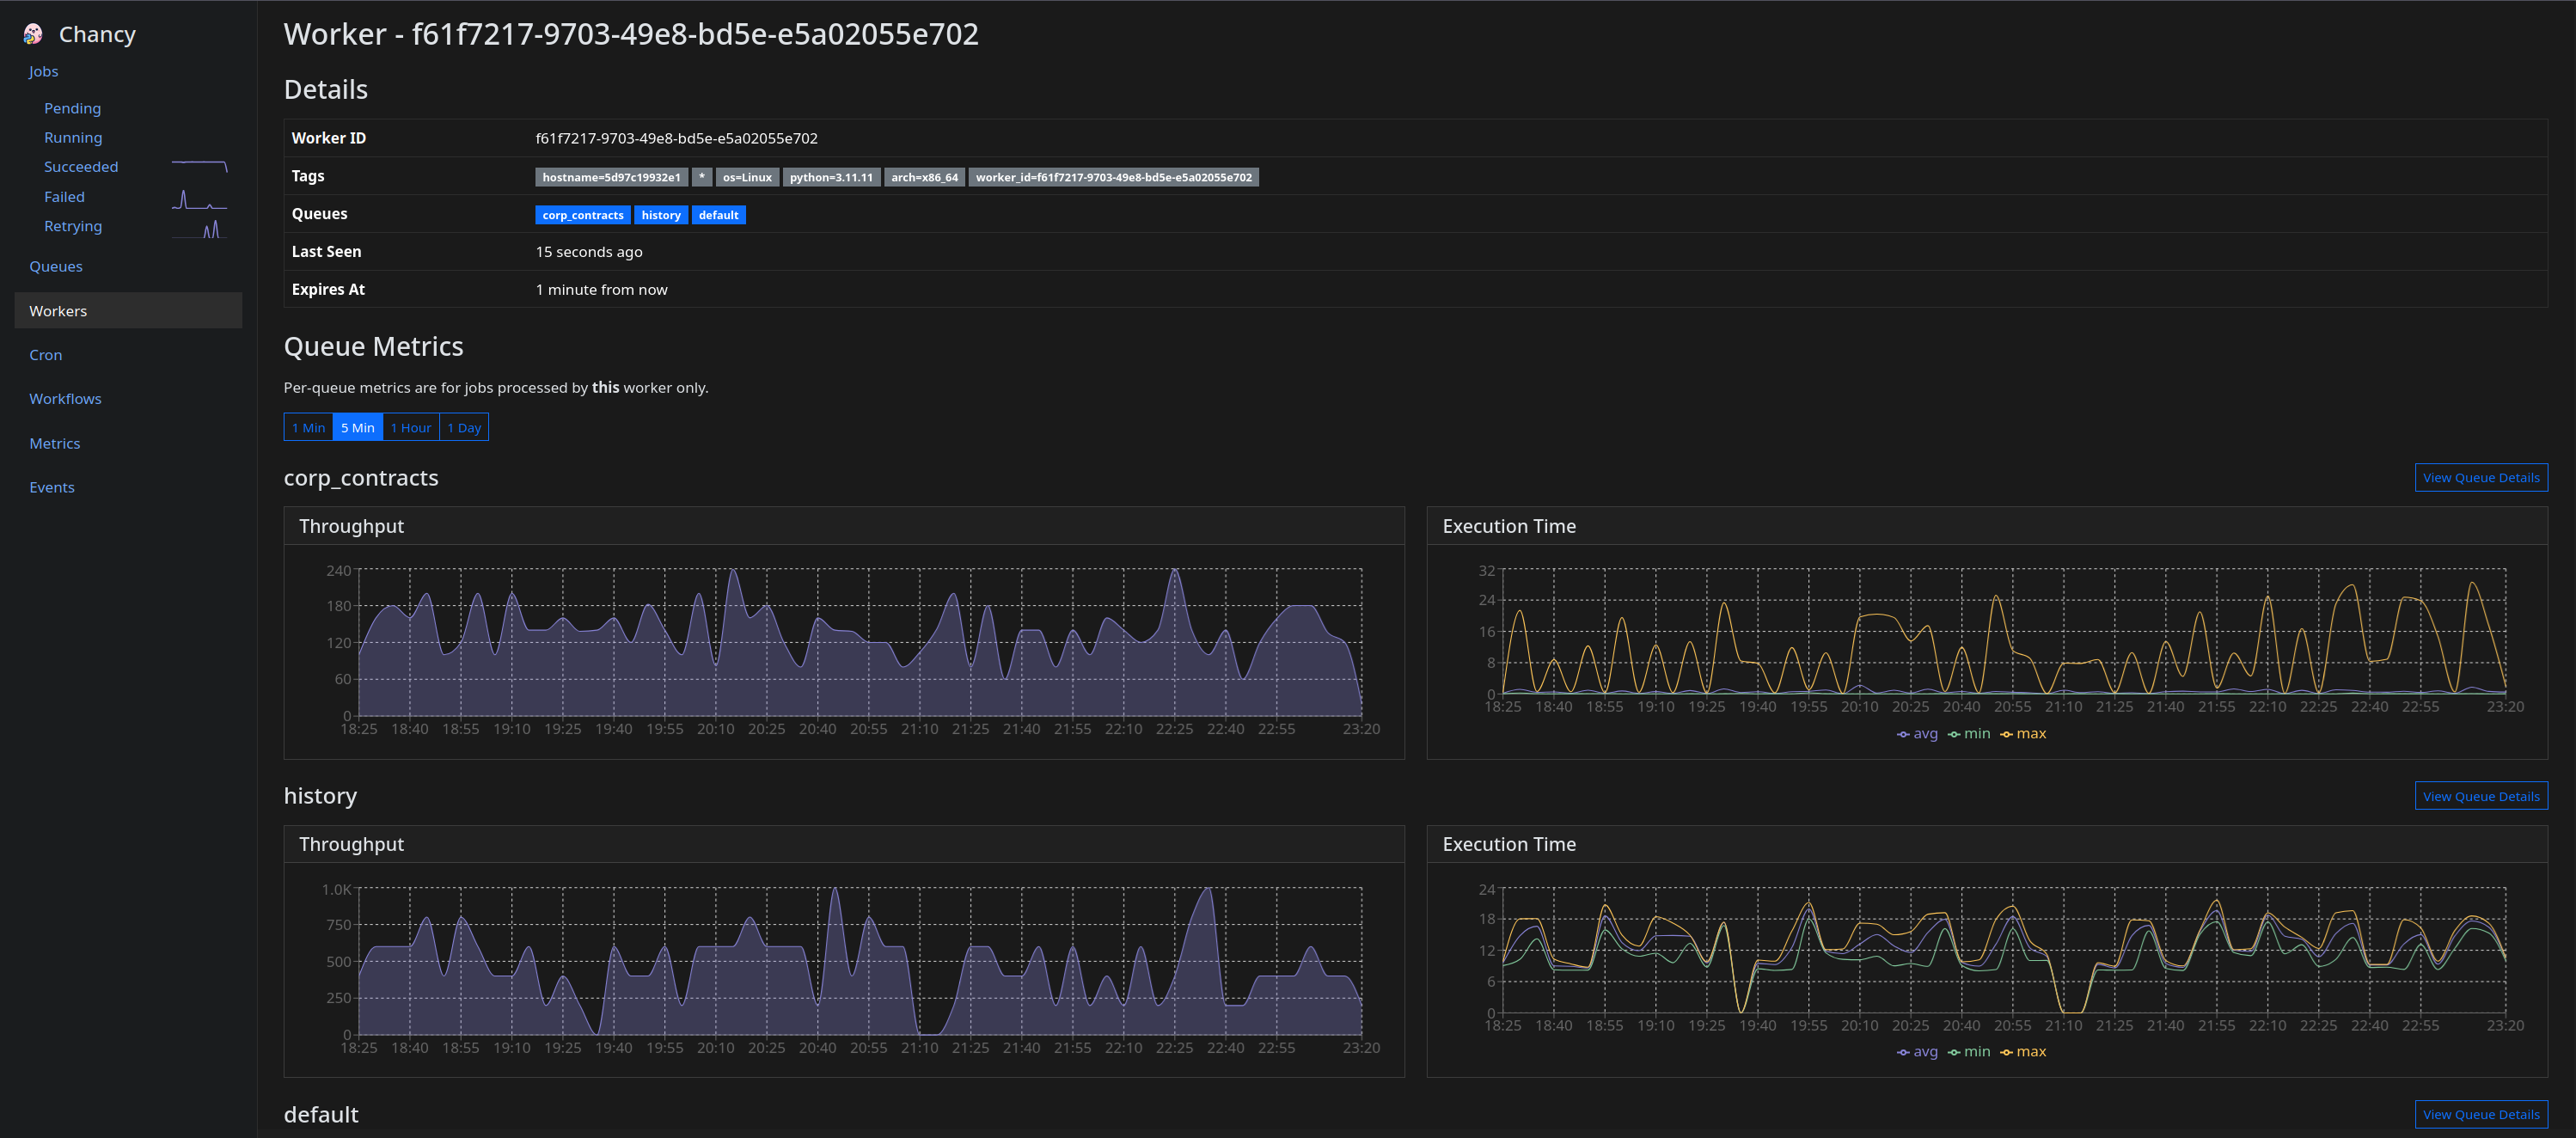 Chancy
Jobs
Pending
Running
Succeeded
Failed
Retrying
Queues
Workers
Cron
Workflows
Metrics
Events
Worker - f61f7217-9703-49e8-bd5e-e5a02055e702
Details
Worker ID f61f7217-9703-49e8-bd5e-e5a02055e702
Tags hostname=5d97c19932e1 * os=Linux python=3.11.11 arch=x86_64 worker_id=f61f7217-9703-49e8-bd5e-e5a02055e702
Queues corp_contracts history default
Last Seen 15 seconds ago
Expires At 1 minute from now
Queue Metrics
Per-queue metrics are for jobs processed by this worker only.
1 Min 5 Min 1 Hour 1 Day
corp_contracts View Queue Details
Throughput
240
180
120
60
0
18:25 18:40 18:55 19:10 19:25 19:40 19:55 20:10 20:25 20:40 20:55 21:10 21:25 21:40 21:55 22:10 22:25 22:40 22:55 23:20
Execution Time
32
24
16
8
0
18:25 18:40 18:55 19:10 19:25 19:40 19:55 20:10 20:25 20:40 20:55 21:10 21:25 21:40 21:55 22:10 22:25 22:40 22:55 23:20
avg min max
history View Queue Details
Throughput
1.0K
750
500
250
0
18:25 18:40 18:55 19:10 19:25 19:40 19:55 20:10 20:25 20:40 20:55 21:10 21:25 21:40 21:55 22:10 22:25 22:40 22:55 23:20
Execution Time
24
18
12
6
0
18:25 18:40 18:55 19:10 19:25 19:40 19:55 20:10 20:25 20:40 20:55 21:10 21:25 21:40 21:55 22:10 22:25 22:40 22:55 23:20
avg min max
default View Queue Details